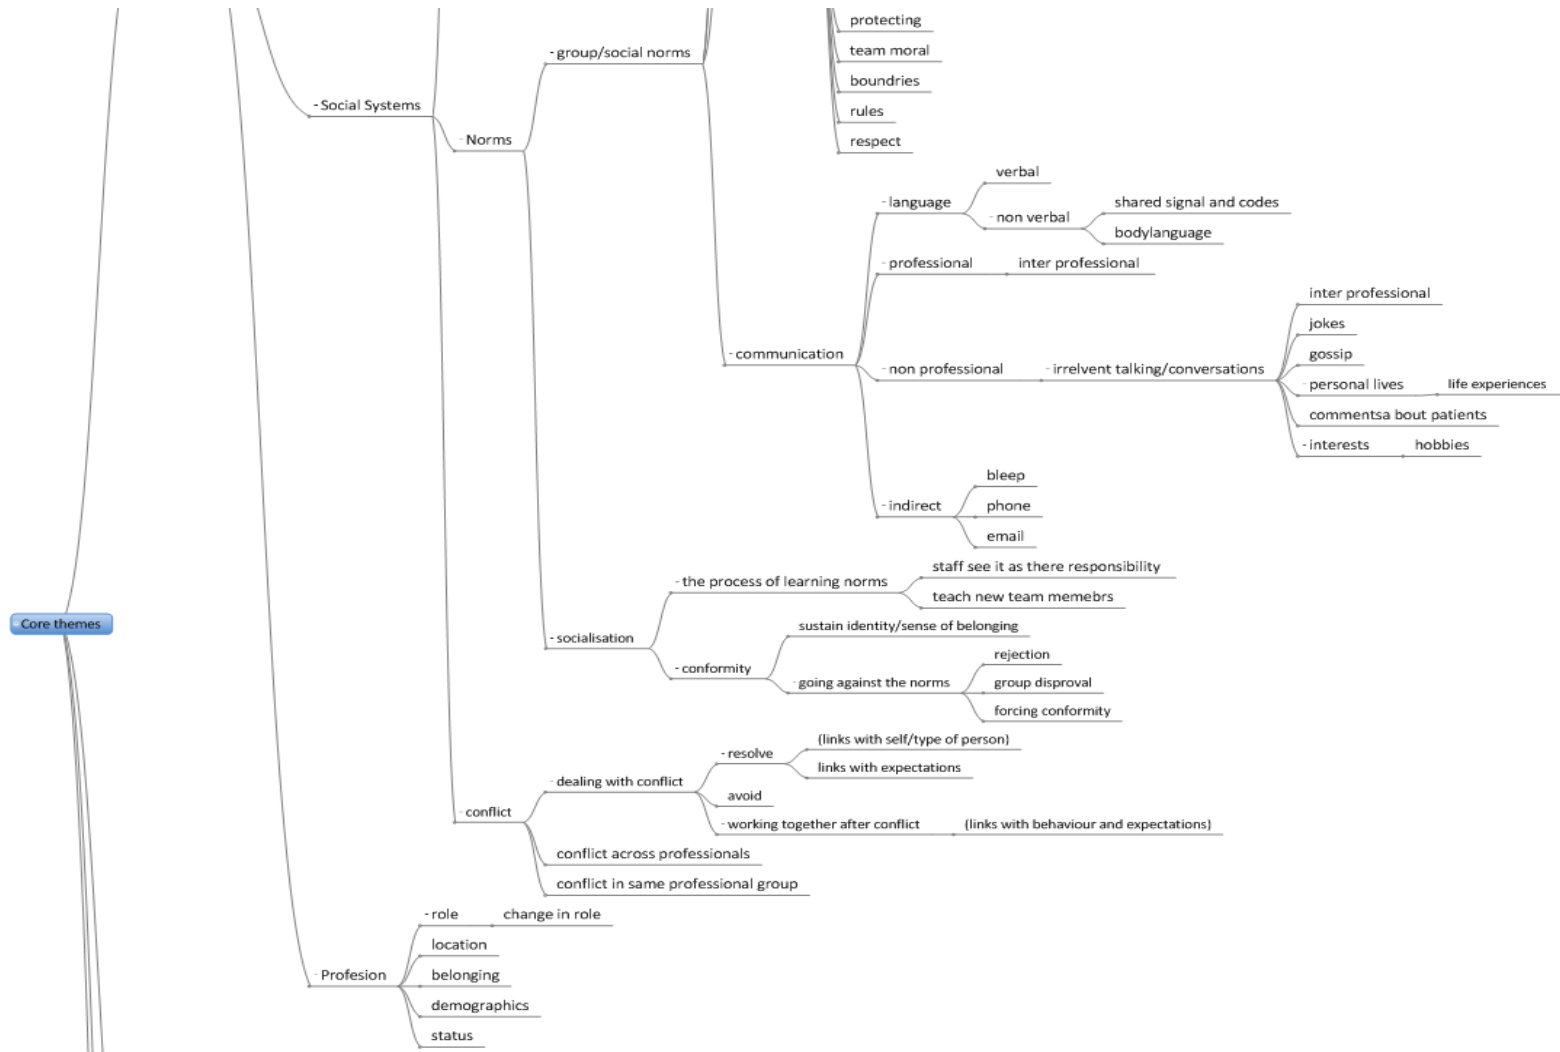 protecting
team moral
- group/social norms
boundries
- Social Systems
rules
- Norms
respect
verbal
- language
shared signal and codes
- non verbal
bodylanguage
- professional
inter professional
inter professional
jokes
- communication
gossip
- non professional
- irrelvent talking/conversations
- personal lives
life experiences
commentsa bout patients
- interests
hobbies
bleep
- indirect
phone
email
staff see it as there responsibility
- the process of learning norms
teach new team memebrs
Core themes
sustain identity/sense of belonging
- socialisation
rejection
- conformity
- going against the norms
group disproval
forcing conformity
(links with self/type of person)
- resolve
links with expectations
- dealing with conflict
avoid
- conflict
- working together after conflict
(links with behaviour and expectations)
conflict across professionals
conflict in same professional group
- role
change in role
location
- Profesion
belonging
demographics
status